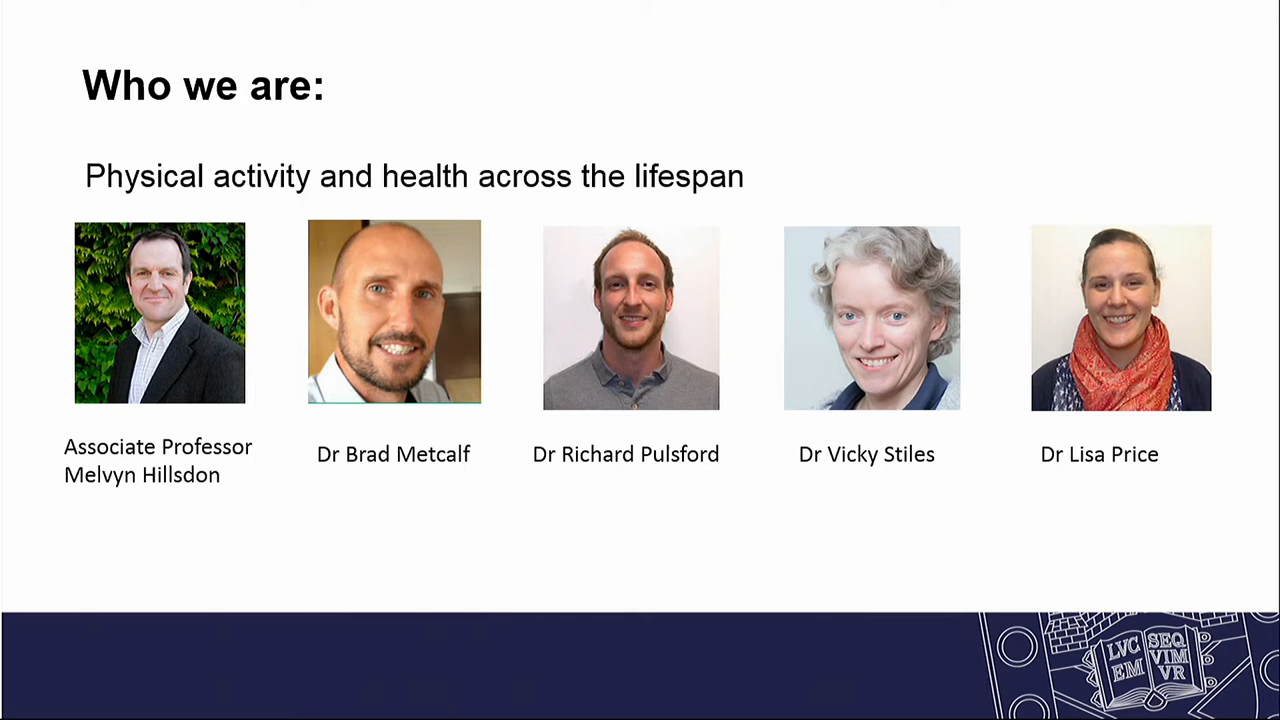 Who we are:
Physical activity and health across the lifespan
Associate Professor
Melvyn Hillsdon
Dr Brad Metcalf
Dr Richard Pulsford
Dr Vicky Stiles
Dr Lisa Price
LVC
EM
SEQ
VIM
VR